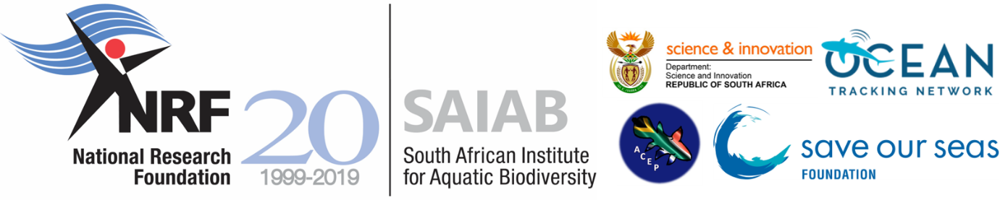 NRF
National Research
Foundation
20
1999-2019
SAIAB
South African Institute
for Aquatic Biodiversity
science & innovation
Department:
Science and Innovation
REPUBLIC OF SOUTH AFRICA
OCEAN
TRACKING NETWORK
ACEP
save our seas
FOUNDATION